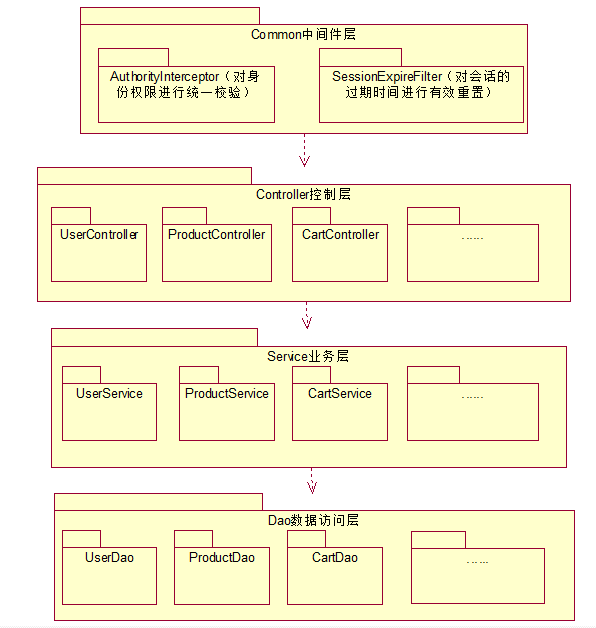 Common中间件层
AuthorityInterceptor（对身
份权限进行统一校验）
SessionExpireFilter（对会话的
过期时间进行有效重置）
Controller控制层
UserController
ProductController
CartController
......
Service业务层
UserService
ProductService
CartService
......
Dao数据访问层
UserDao
ProductDao
CartDao
......